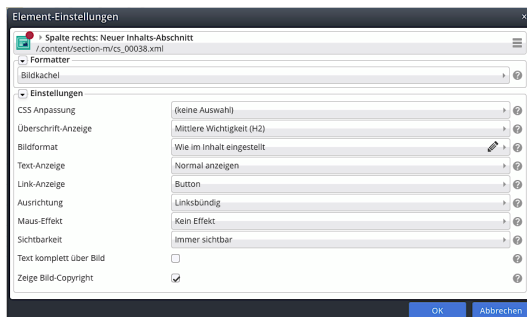 Element-Einstellungen
Spalte rechts: Neuer Inhalts-Abschnitt
/.content/section-m/cs_00038.xml
Formatter
Bildkachel
Einstellungen
CSS Anpassung (keine Auswahl)
Überschrift-Anzeige Mittlere Wichtigkeit (H2)
Bildformat Wie im Inhalt eingestellt
Text-Anzeige Normal anzeigen
Link-Anzeige Button
Ausrichtung Linksbündig
Maus-Effekt Kein Effekt
Sichtbarkeit Immer sichtbar
Text komplett über Bild
Zeige Bild-Copyright
OK Abbrechen